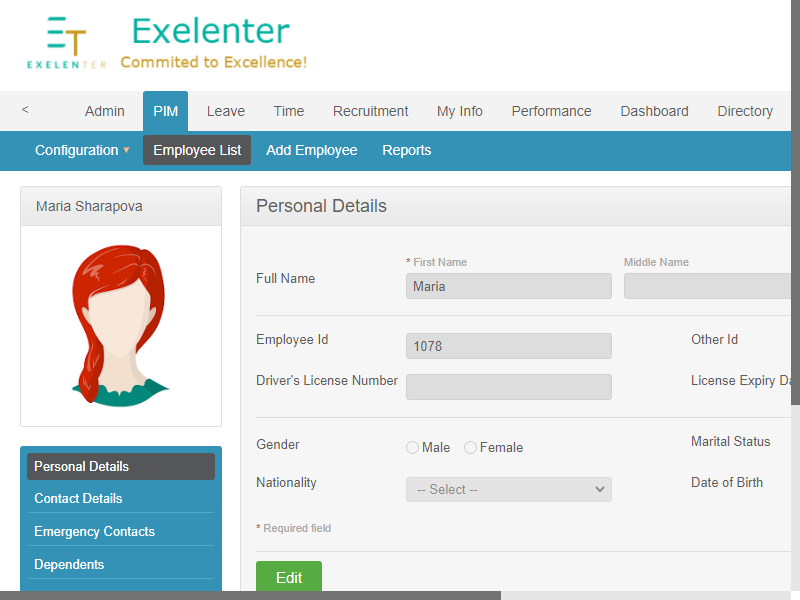 ET
EXELENTER
Exelenter
Commited to Excellence!
< Admin PIM Leave Time Recruitment My Info Performance Dashboard Directory
Configuration Employee List Add Employee Reports
Maria Sharapova
Personal Details
* First Name Middle Name
Full Name Maria
Employee Id 1078 Other Id
Driver's License Number License Expiry Da
Gender Male Female Marital Status
Nationality -- Select -- Date of Birth
* Required field
Edit
Personal Details
Contact Details
Emergency Contacts
Dependents